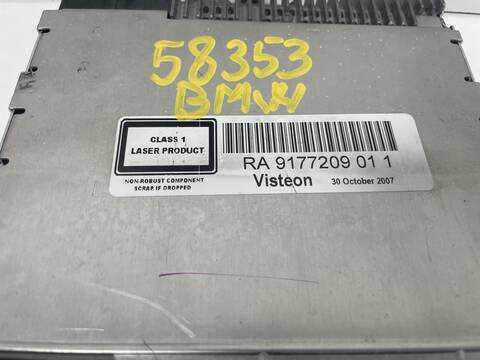 58353
BMW
CLASS 1
LASER PRODUCT
NON-ROBUST COMPONENT
SCRAP IF DROPPED
RA 9177209 01 1
Visteon 30 October 2007